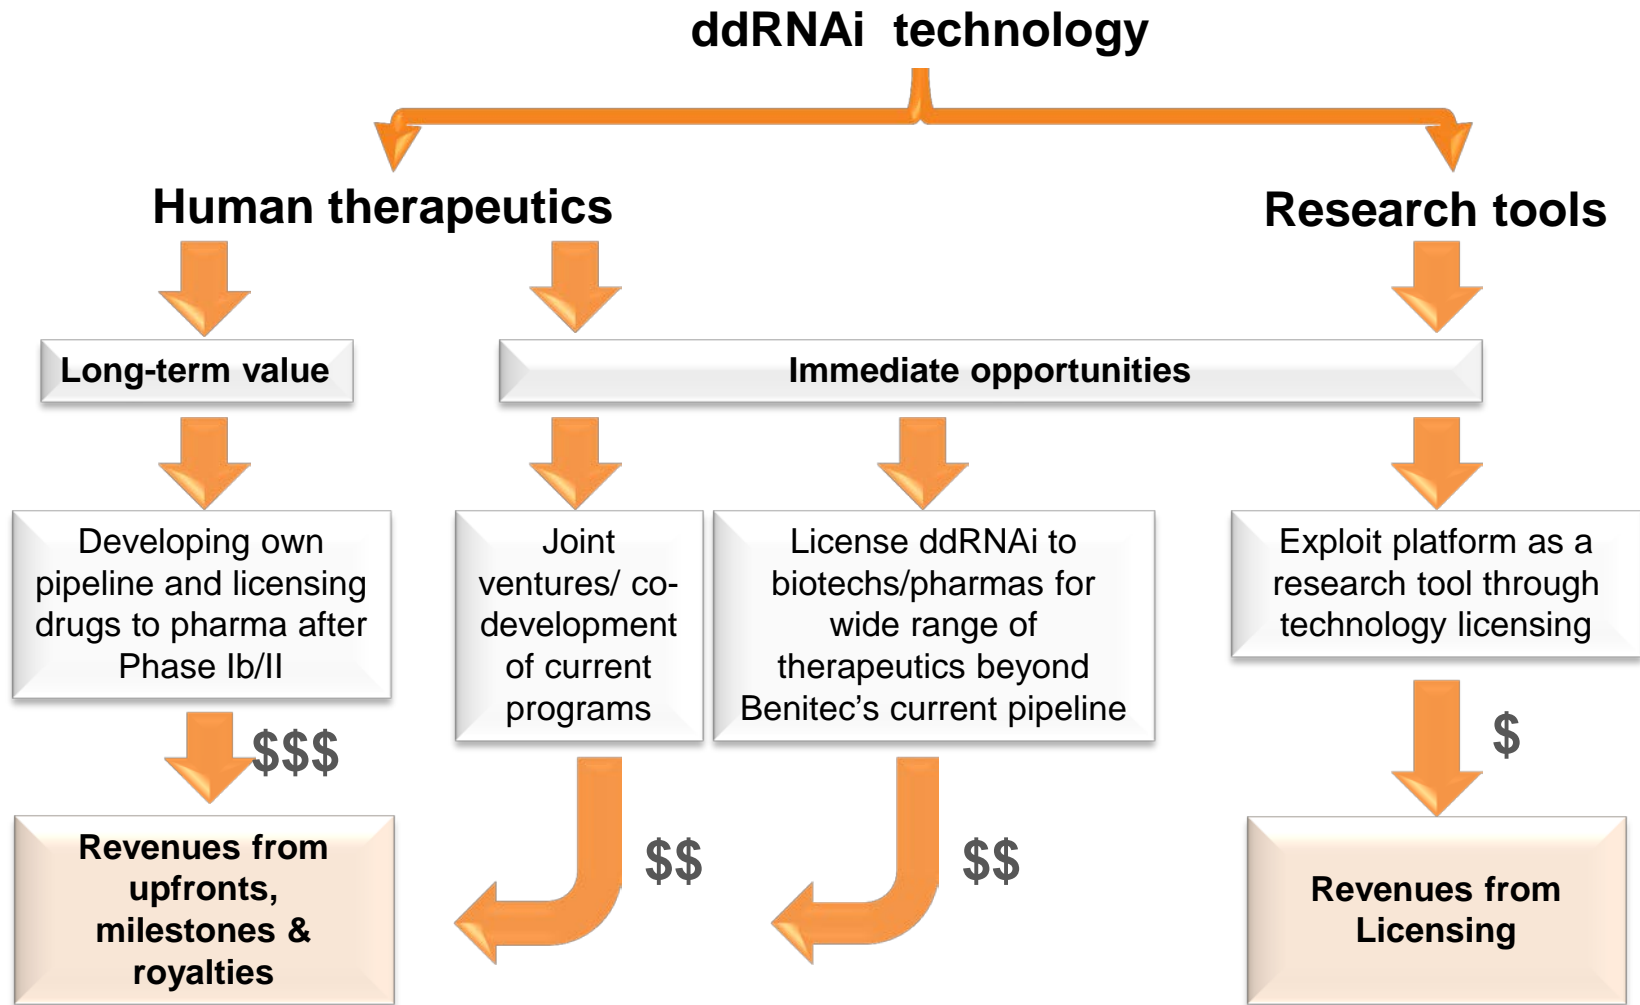 ddRNAi technology
Human therapeutics
Research tools
Long-term value
Immediate opportunities
Developing own
pipeline and licensing
drugs to pharma after
Phase Ib/II
Joint
ventures/ co-
development
of current
programs
License ddRNAi to
biotechs/pharmas for
wide range of
therapeutics beyond
Benitec’s current pipeline
Exploit platform as a
research tool through
technology licensing
$$$
$$
$$
$
Revenues from
upfronts,
milestones &
royalties
Revenues from
Licensing